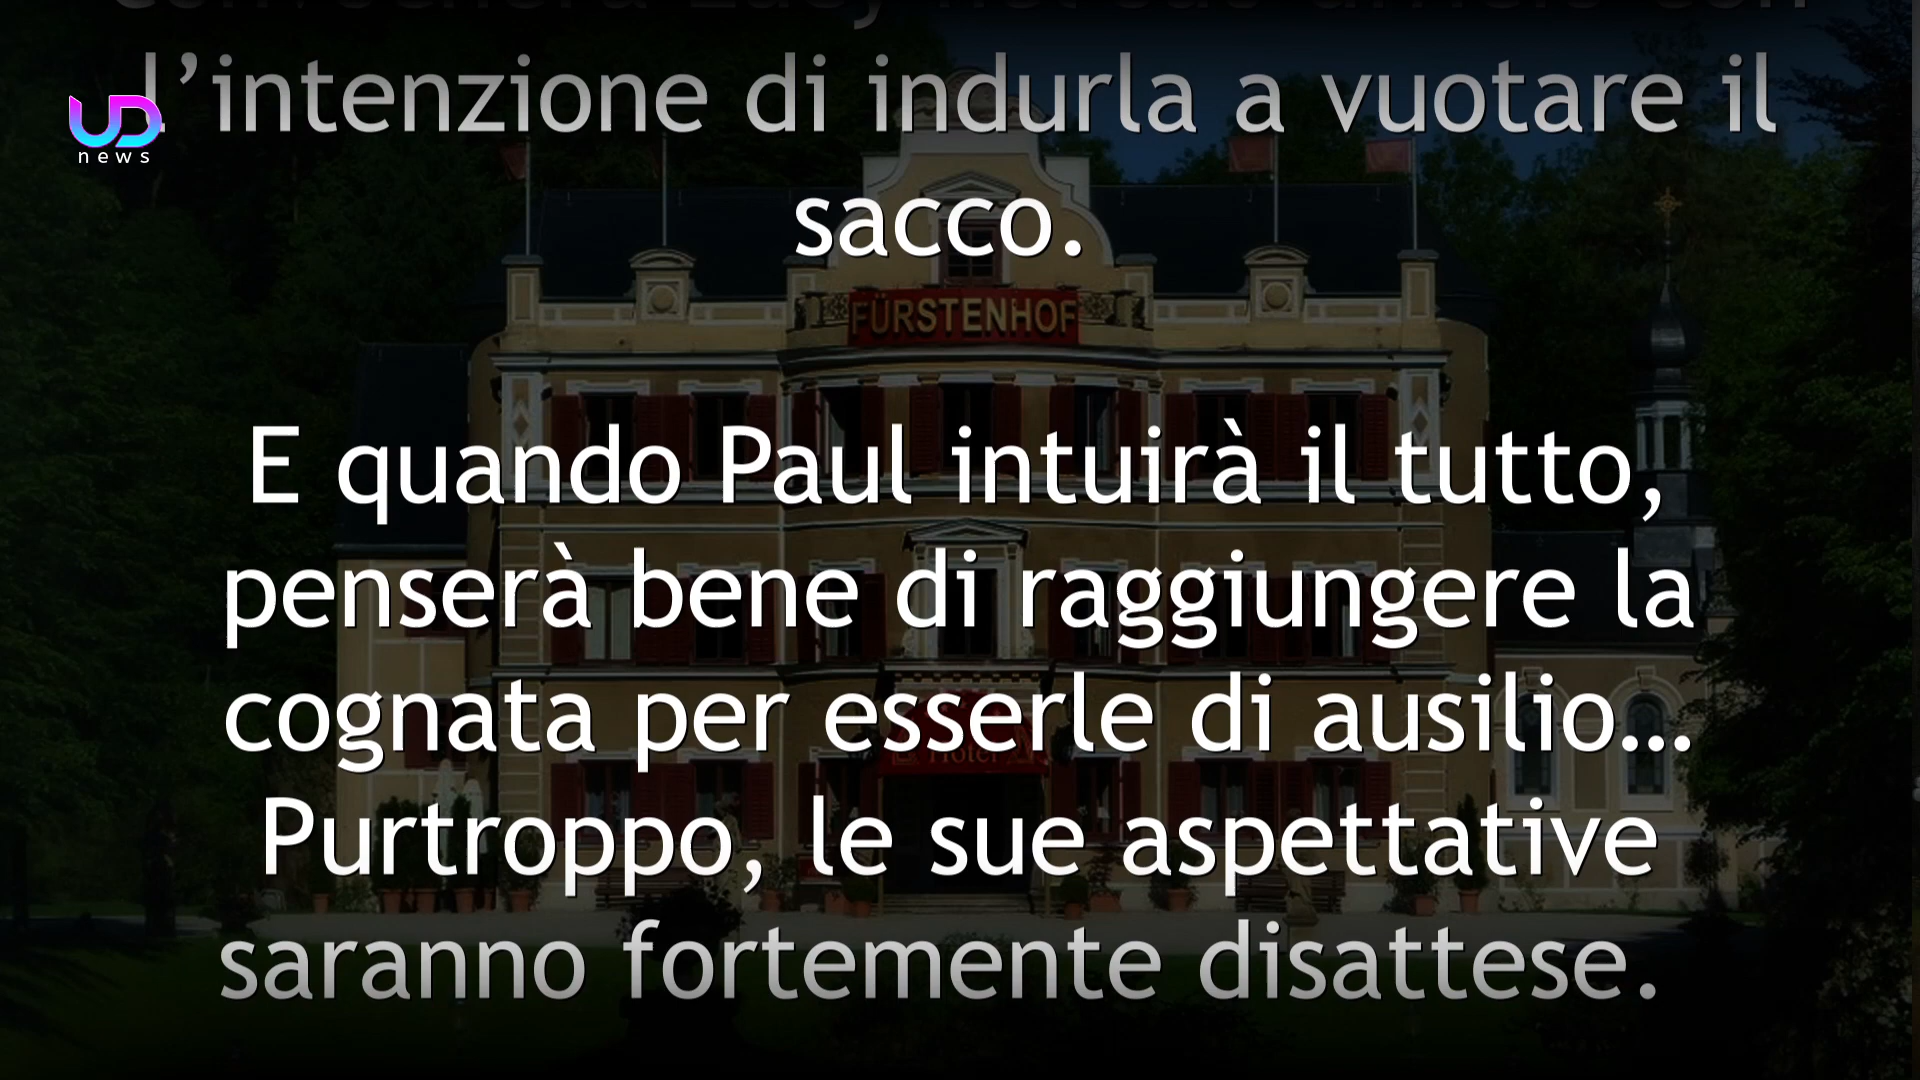 l’intenzione di indurla a vuotare il
UD
news
sacco.
FÜRSTENHOF
E quando Paul intuirà il tutto,
penserà bene di raggiungere la
cognata per esserle di ausilio...
Hotel
Purtroppo, le sue aspettative
saranno fortemente disattese.